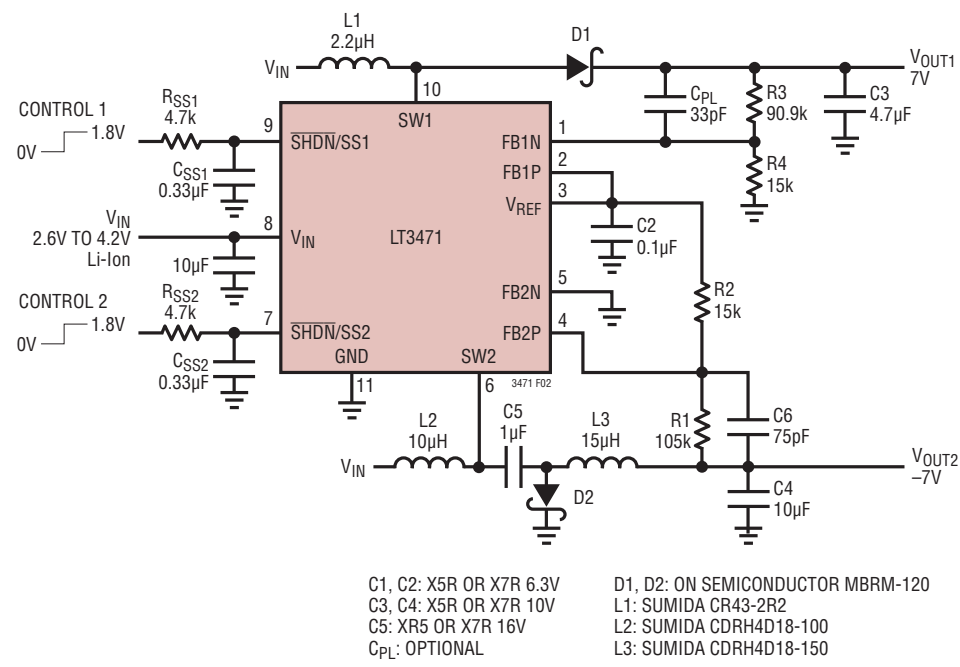 L1
2.2µH
D1
VIN
VOUT1
7V
10
SW1
CPL
33pF
R3
90.9k
C3
4.7µF
CONTROL 1
1.8V
0V
RSS1
4.7k
9
SHDN/SS1
FB1N
1
CSS1
0.33µF
FB1P
2
R4
15k
VREF
3
VIN
2.6V TO 4.2V
Li-Ion
8
VIN
LT3471
C2
0.1µF
10µF
FB2N
5
R2
15k
CONTROL 2
1.8V
0V
RSS2
4.7k
7
SHDN/SS2
FB2P
4
CSS2
0.33µF
GND
SW2
11
6
3471 F02
L2
10µH
C5
1µF
L3
15µH
R1
105k
C6
75pF
VIN
D2
VOUT2
–7V
C4
10µF
C1, C2: X5R OR X7R 6.3V
C3, C4: X5R OR X7R 10V
C5: XR5 OR X7R 16V
CPL: OPTIONAL
D1, D2: ON SEMICONDUCTOR MBRM-120
L1: SUMIDA CR43-2R2
L2: SUMIDA CDRH4D18-100
L3: SUMIDA CDRH4D18-150